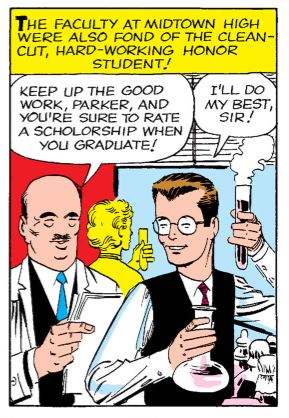 THE FACULTY AT MIDTOWN HIGH
WERE ALSO FOND OF THE CLEAN-
CUT, HARD-WORKING HONOR
STUDENT!
KEEP UP THE GOOD
WORK, PARKER, AND
YOU'RE SURE TO RATE
A SCHOLORSHIP WHEN
YOU GRADUATE!
I'LL DO
MY BEST,
SIR!